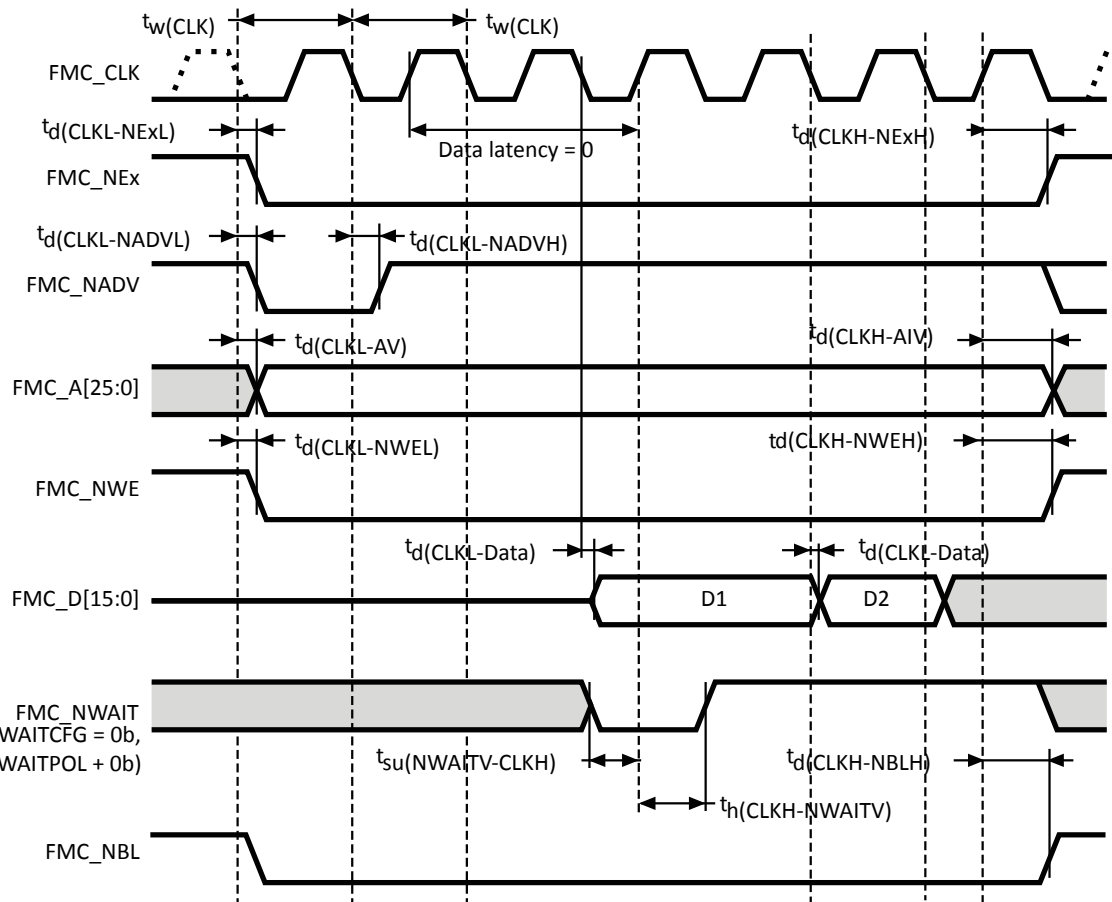 tw(CLK) tw(CLK)
FMC_CLK
td(CLKL-NExL) Data latency = 0 td(CLKH-NExH)
FMC_NEx
td(CLKL-NADVL) td(CLKL-NADVH)
FMC_NADV
td(CLKL-AV) td(CLKH-AIV)
FMC_A[25:0]
td(CLKL-NWEL) td(CLKH-NWEH)
FMC_NWE
td(CLKL-Data) td(CLKL-Data)
FMC_D[15:0] D1 D2
FMC_NWAIT
WAITCFG = 0b,
WAITPOL + 0b)
tsu(NWAITV-CLKH) td(CLKH-NBLH)
th(CLKH-NWAITV)
FMC_NBL